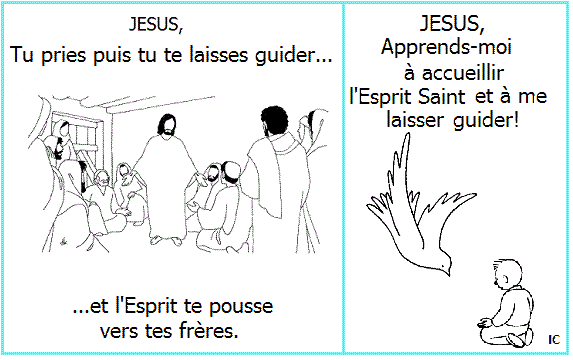 JESUS,
Tu pries puis tu te laisses guider...
...et l'Esprit te pousse
vers tes frères.
JESUS,
Apprends-moi
à accueillir
l'Esprit Saint et à me
laisser guider!
IC